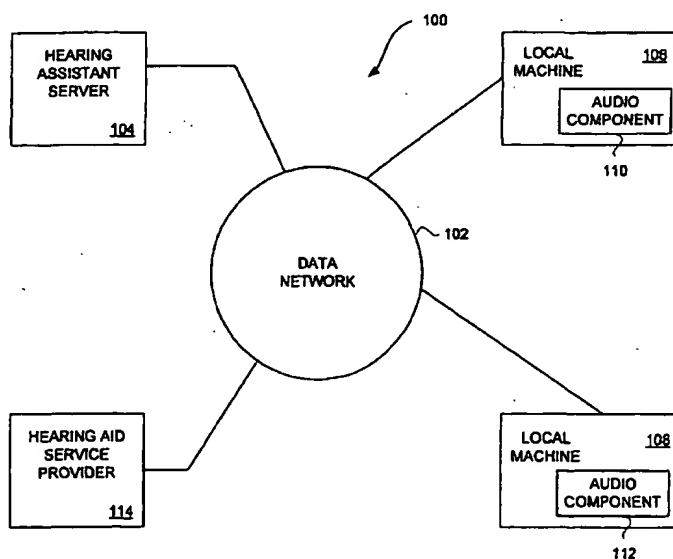 100
HEARING
ASSISTANT
SERVER
104
LOCAL
MACHINE
108
AUDIO
COMPONENT
110
102
DATA
NETWORK
HEARING AID
SERVICE
PROVIDER
114
LOCAL
MACHINE
108
AUDIO
COMPONENT
112